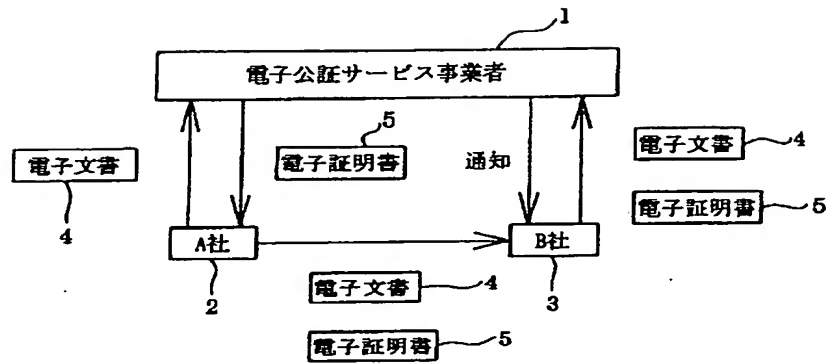 1
電子公証サービス事業者
5
電子証明書
通知
電子文書
4
電子文書
4
電子証明書
5
A社
2
B社
3
電子文書
4
電子証明書
5